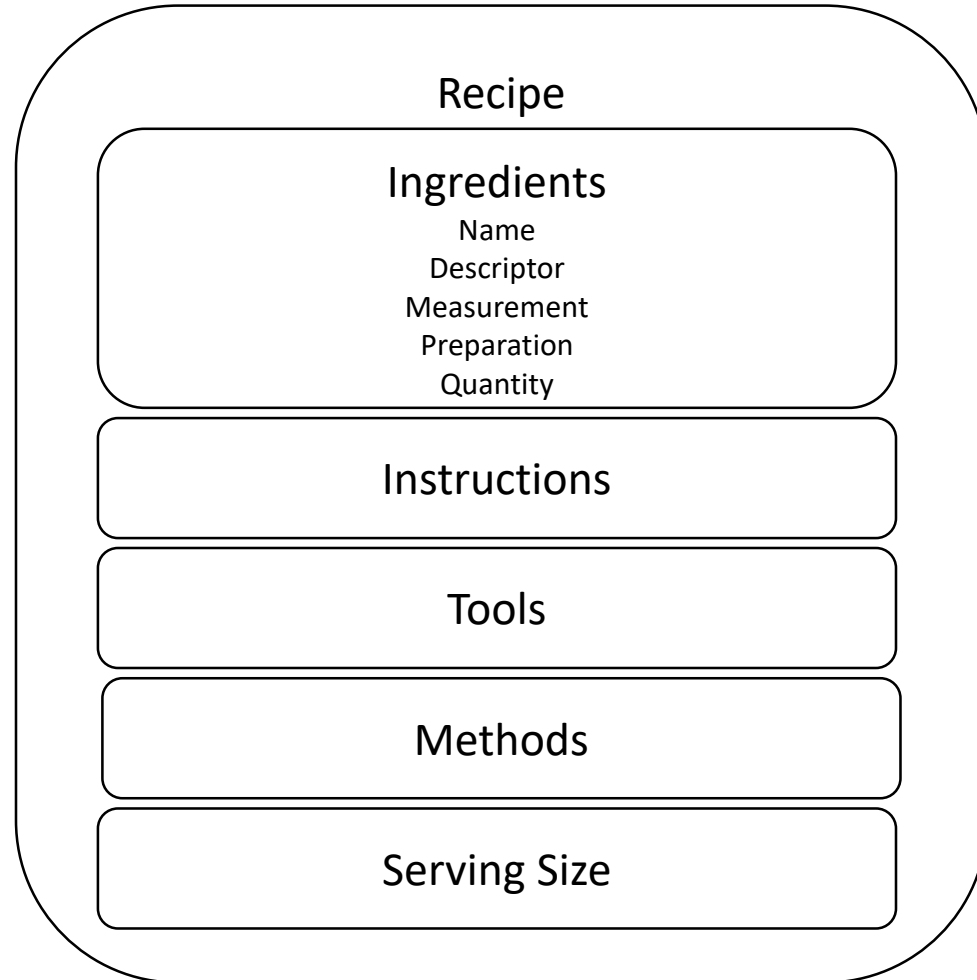 Recipe
Ingredients
Name
Descriptor
Measurement
Preparation
Quantity
Instructions
Tools
Methods
Serving Size